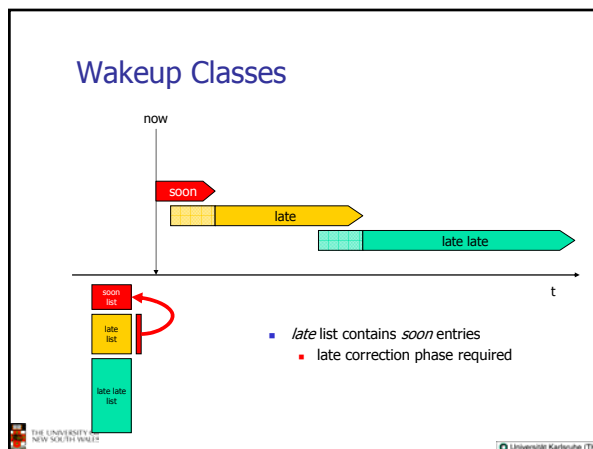 Wakeup Classes
now
soon
late
late late
t
soon
list
late
list
late late
list
late list contains soon entries
late correction phase required
THE UNIVERSITY OF
NEW SOUTH WALES
Universität Karlsruhe (TH)